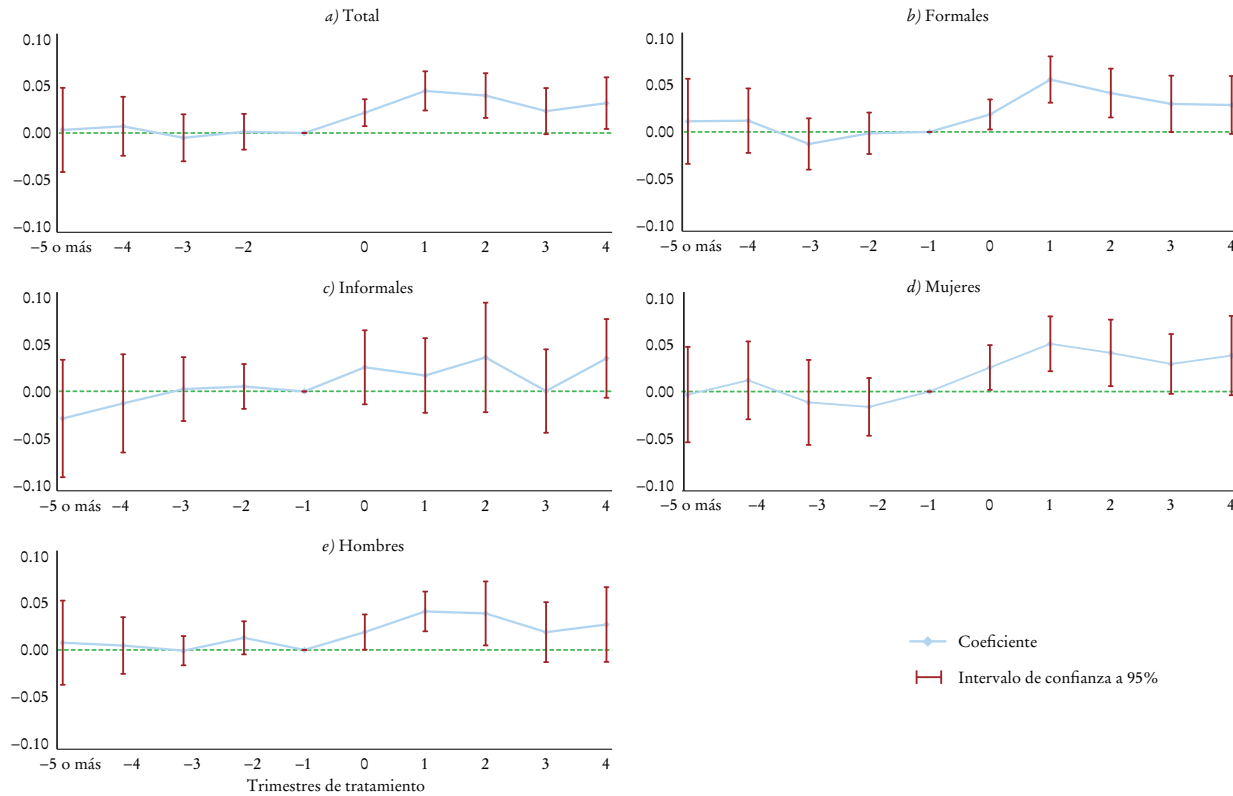 a) Total
0.10
0.05
0.00
–0.05
–0.10
–5 o más –4 –3 –2 –1 0 1 2 3 4
b) Formales
0.10
0.05
0.00
–0.05
–0.10
–5 o más –4 –3 –2 –1 0 1 2 3 4
c) Informales
0.10
0.05
0.00
–0.05
–0.10
–5 o más –4 –3 –2 –1 0 1 2 3 4
d) Mujeres
0.10
0.05
0.00
–0.05
–0.10
–5 o más –4 –3 –2 –1 0 1 2 3 4
e) Hombres
0.10
0.05
0.00
–0.05
–0.10
–5 o más –4 –3 –2 –1 0 1 2 3 4
Trimestres de tratamiento
Coeficiente
Intervalo de confianza a 95%